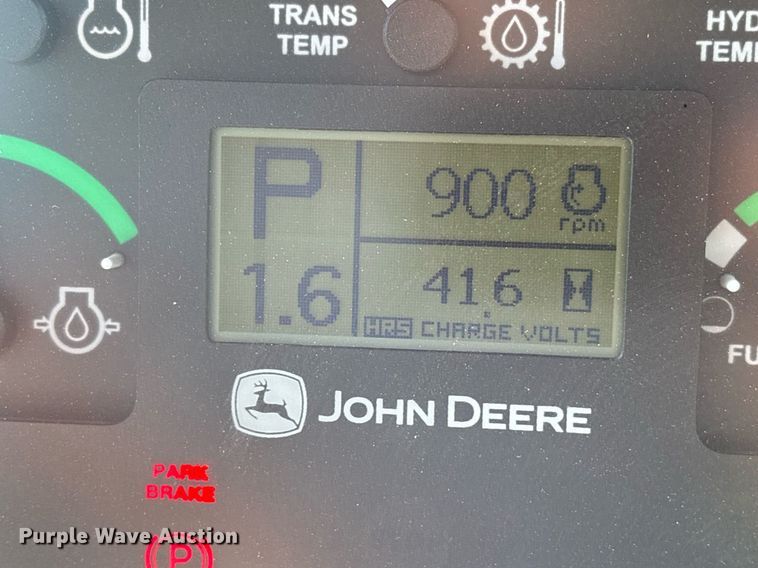 TRANS
TEMP
HYD
TEMP
P
900
rpm
1.6
41.6
HRS CHARGE VOLTS
FU
JOHN DEERE
PARK
BRAKE
Purple Wave Auction
P